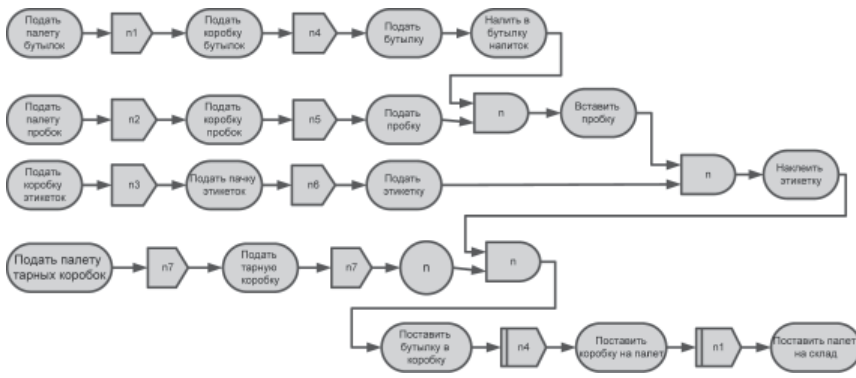 Подать
палету
бутылок
n1
Подать
коробку
бутылок
n4
Подать
бутылку
Налить в
бутылку
напиток
Подать
палету
пробок
n2
Подать
коробку
пробок
n5
Подать
пробку
n
Вставить
пробку
Подать
коробку
этикеток
n3
Подать пачку
этикеток
n6
Подать
этикетку
n
Наклеить
этикетку
Подать палету
тарных коробок
n7
Подать
тарную
коробку
n7
n
n
Поставить
бутылку в
коробку
n4
Поставить
коробку на палет
n1
Поставить палет
на склад